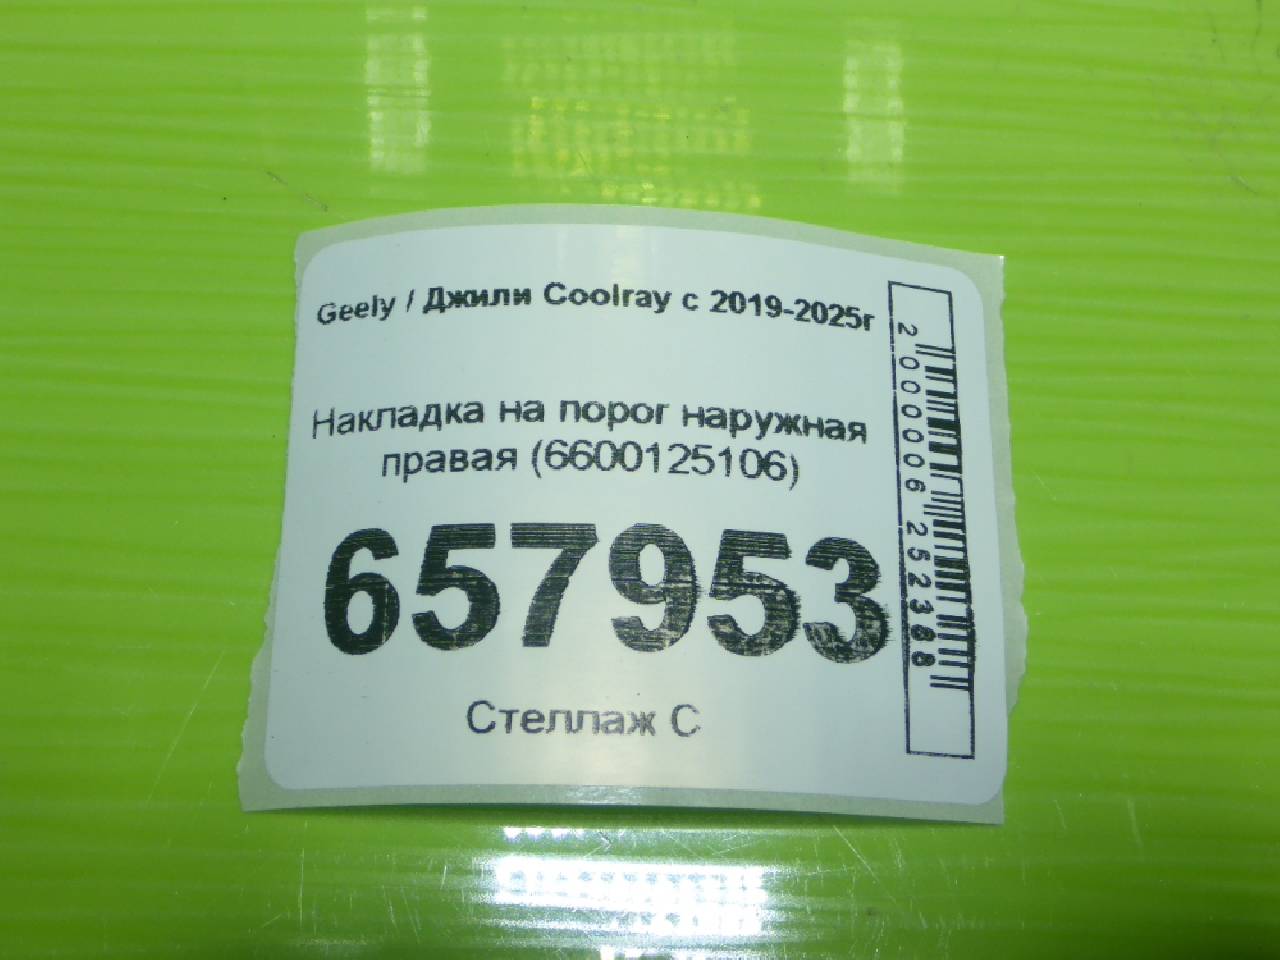 Geely / Джили Coolray с 2019-2025г
Накладка на порог наружная
правая (6600125106)
657953
Стеллаж С
2000006252388